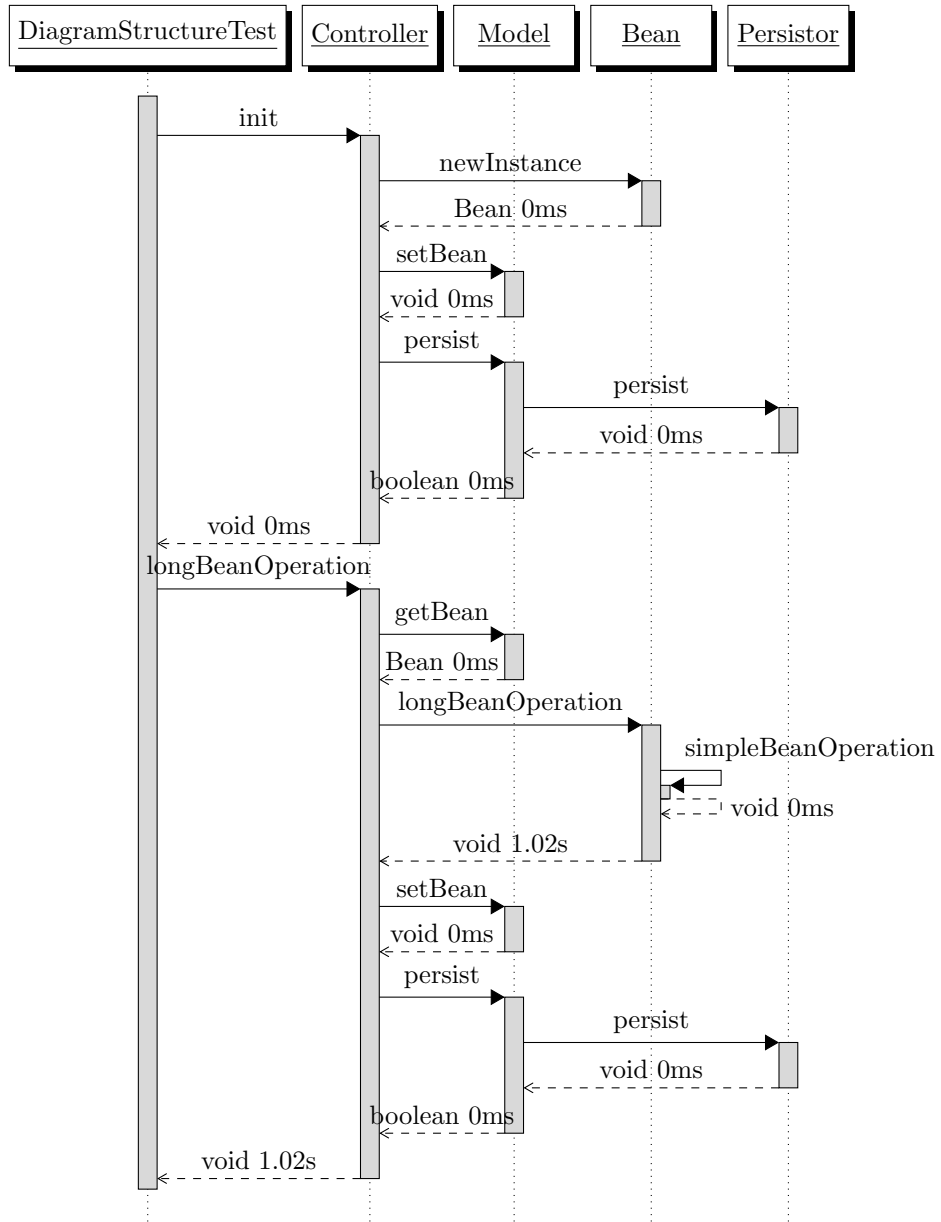 DiagramStructureTest Controller Model Bean Persistor
init
newInstance
Bean 0ms
setBean
void 0ms
persist
persist
void 0ms
boolean 0ms
void 0ms
longBeanOperation
getBean
Bean 0ms
longBeanOperation
simpleBeanOperation
void 0ms
void 1.02s
setBean
void 0ms
persist
persist
void 0ms
boolean 0ms
void 1.02s